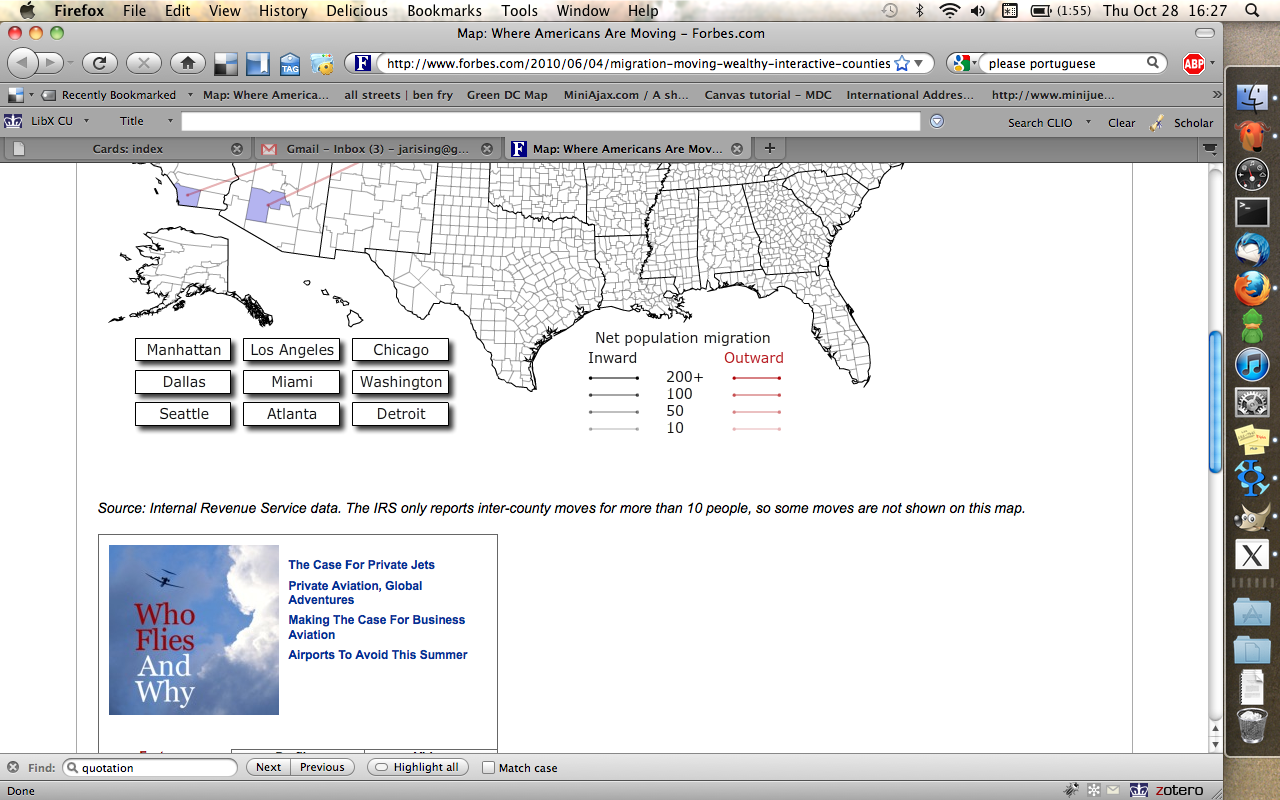 Firefox File Edit View History Delicious Bookmarks Tools Window Help (1:55) Thu Oct 28 16:27
Map: Where Americans Are Moving – Forbes.com
TAG F http://www.forbes.com/2010/06/04/migration-moving-wealthy-interactive-counties please portuguese ABP
Recently Bookmarked Map: Where America... all streets | ben fry Green DC Map MiniAjax.com / A sh... Canvas tutorial – MDC International Addres... http://www.minijue... »
LibX CU Title Search CLIO Clear Scholar
Cards: index Gmail – Inbox (3) – jarising@g... F Map: Where Americans Are Mov... +
Net population migration
Inward Outward
200+
100
50
10
Manhattan Los Angeles Chicago
Dallas Miami Washington
Seattle Atlanta Detroit
Source: Internal Revenue Service data. The IRS only reports inter-county moves for more than 10 people, so some moves are not shown on this map.
Who
Flies
And
Why
The Case For Private Jets
Private Aviation, Global
Adventures
Making The Case For Business
Aviation
Airports To Avoid This Summer
Find: quotation Next Previous Highlight all Match case
Done zotero